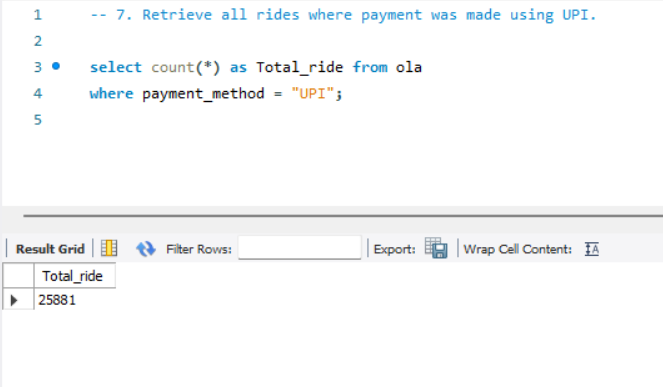 1 -- 7. Retrieve all rides where payment was made using UPI.
2
3 select count(*) as Total_ride from ola
4 where payment_method = "UPI";
5
Result Grid Filter Rows: Export: Wrap Cell Content: IA
Total_ride
25881